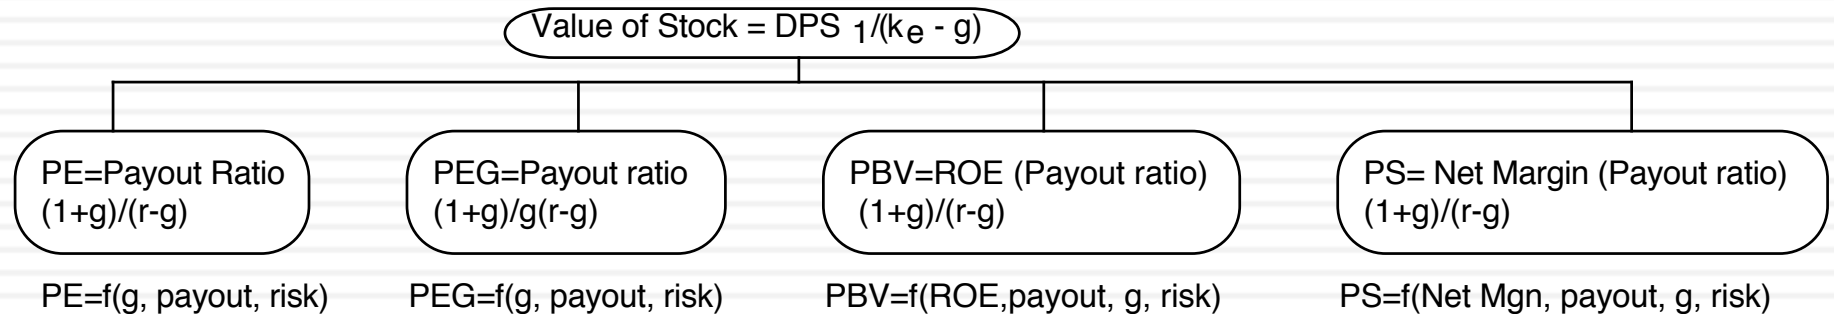 Value of Stock = DPS 1/(ke - g)
PE=Payout Ratio
(1+g)/(r-g)
PEG=Payout ratio
(1+g)/g(r-g)
PBV=ROE (Payout ratio)
(1+g)/(r-g)
PS= Net Margin (Payout ratio)
(1+g)/(r-g)
PE=f(g, payout, risk)
PEG=f(g, payout, risk)
PBV=f(ROE,payout, g, risk)
PS=f(Net Mgn, payout, g, risk)